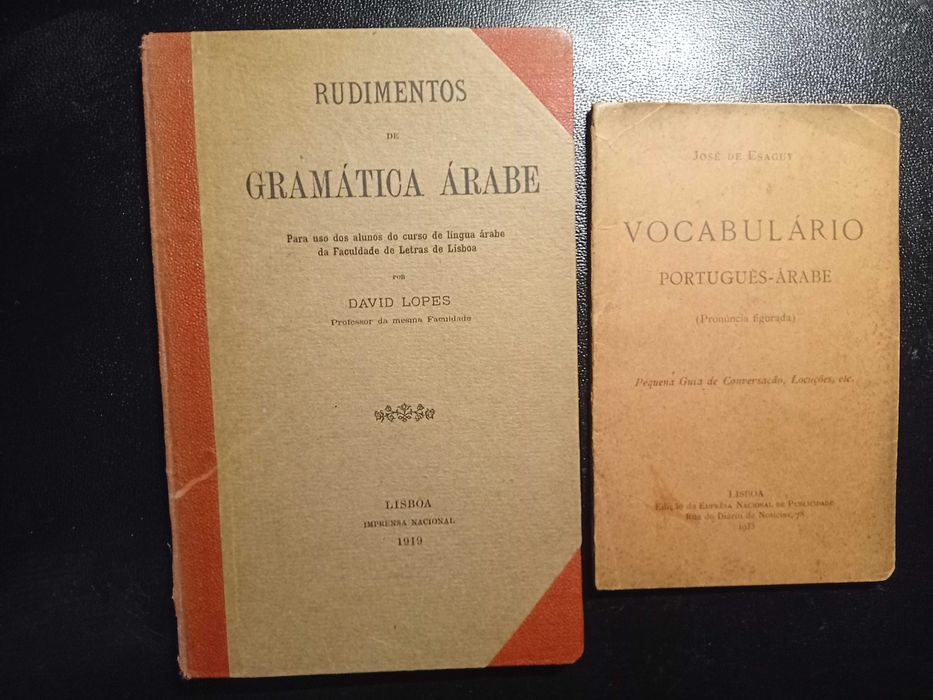 RUDIMENTOS
DE
GRAMÁTICA ÁRABE
Para uso dos alunos do curso de língua árabe
da Faculdade de Letras de Lisboa
POR
DAVID LOPES
Professor da mesma Faculdade
LISBOA
IMPRENSA NACIONAL
1919
JOSÉ DE ESAGUY
VOCABULÁRIO
PORTUGUÊS-ÁRABE
(Pronúncia figurada)
Pequena Guia de Conversação, Locuções, etc.
LISBOA
Edição da EMPRÊSA NACIONAL DE PUBLICIDADE
Rua do Diário de Notícias, 78